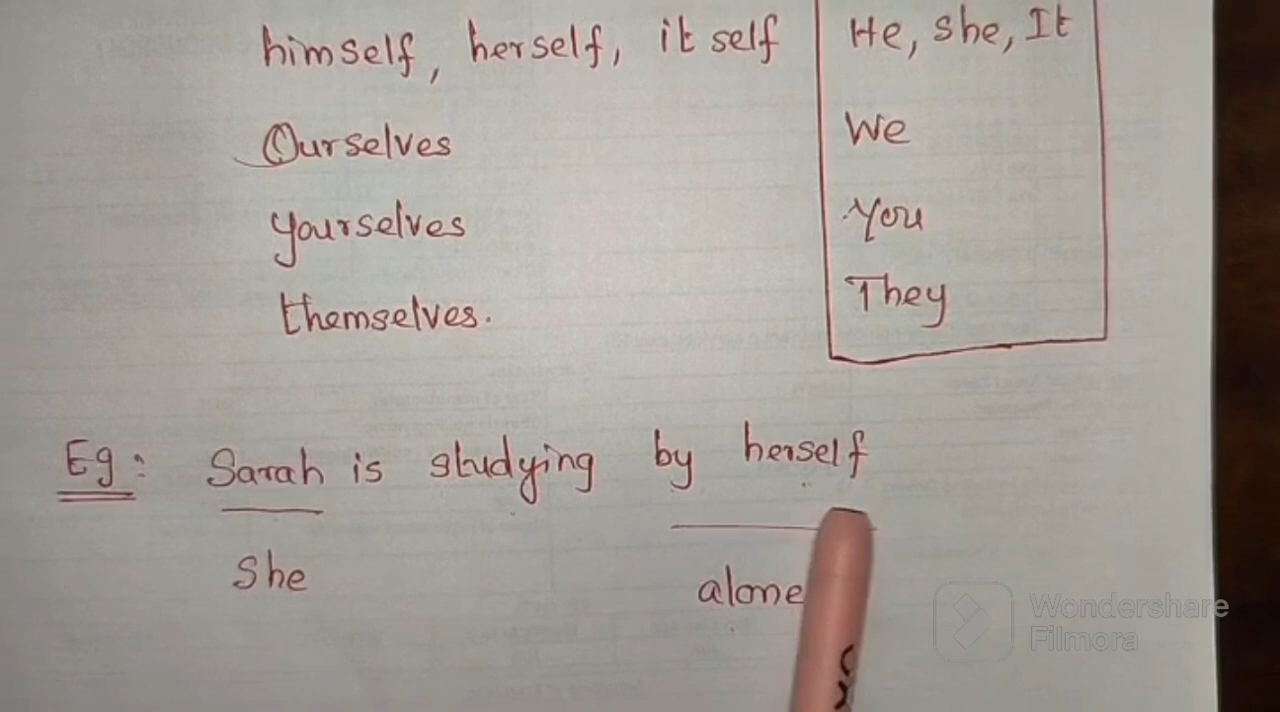 himself, herself, it self He, She, It
Ourselves We
yourselves You
themselves. They
Eg: Sarah is studying by herself
She alone
Wondershare
Filmora